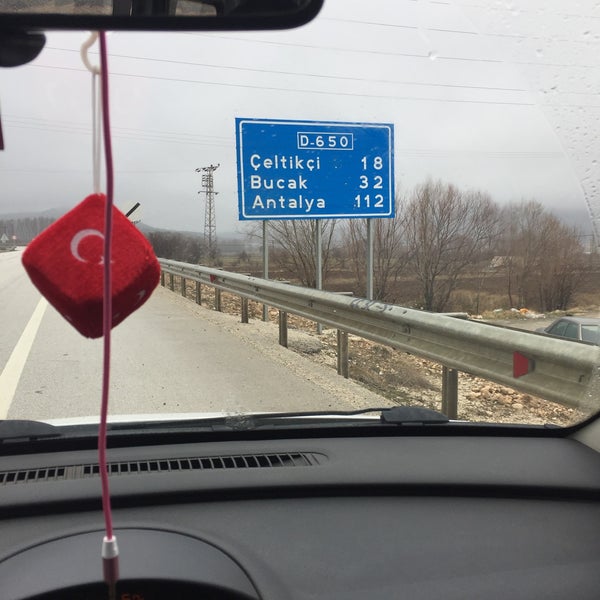 D-650
Çeltikçi 18
Bucak 32
Antalya 112